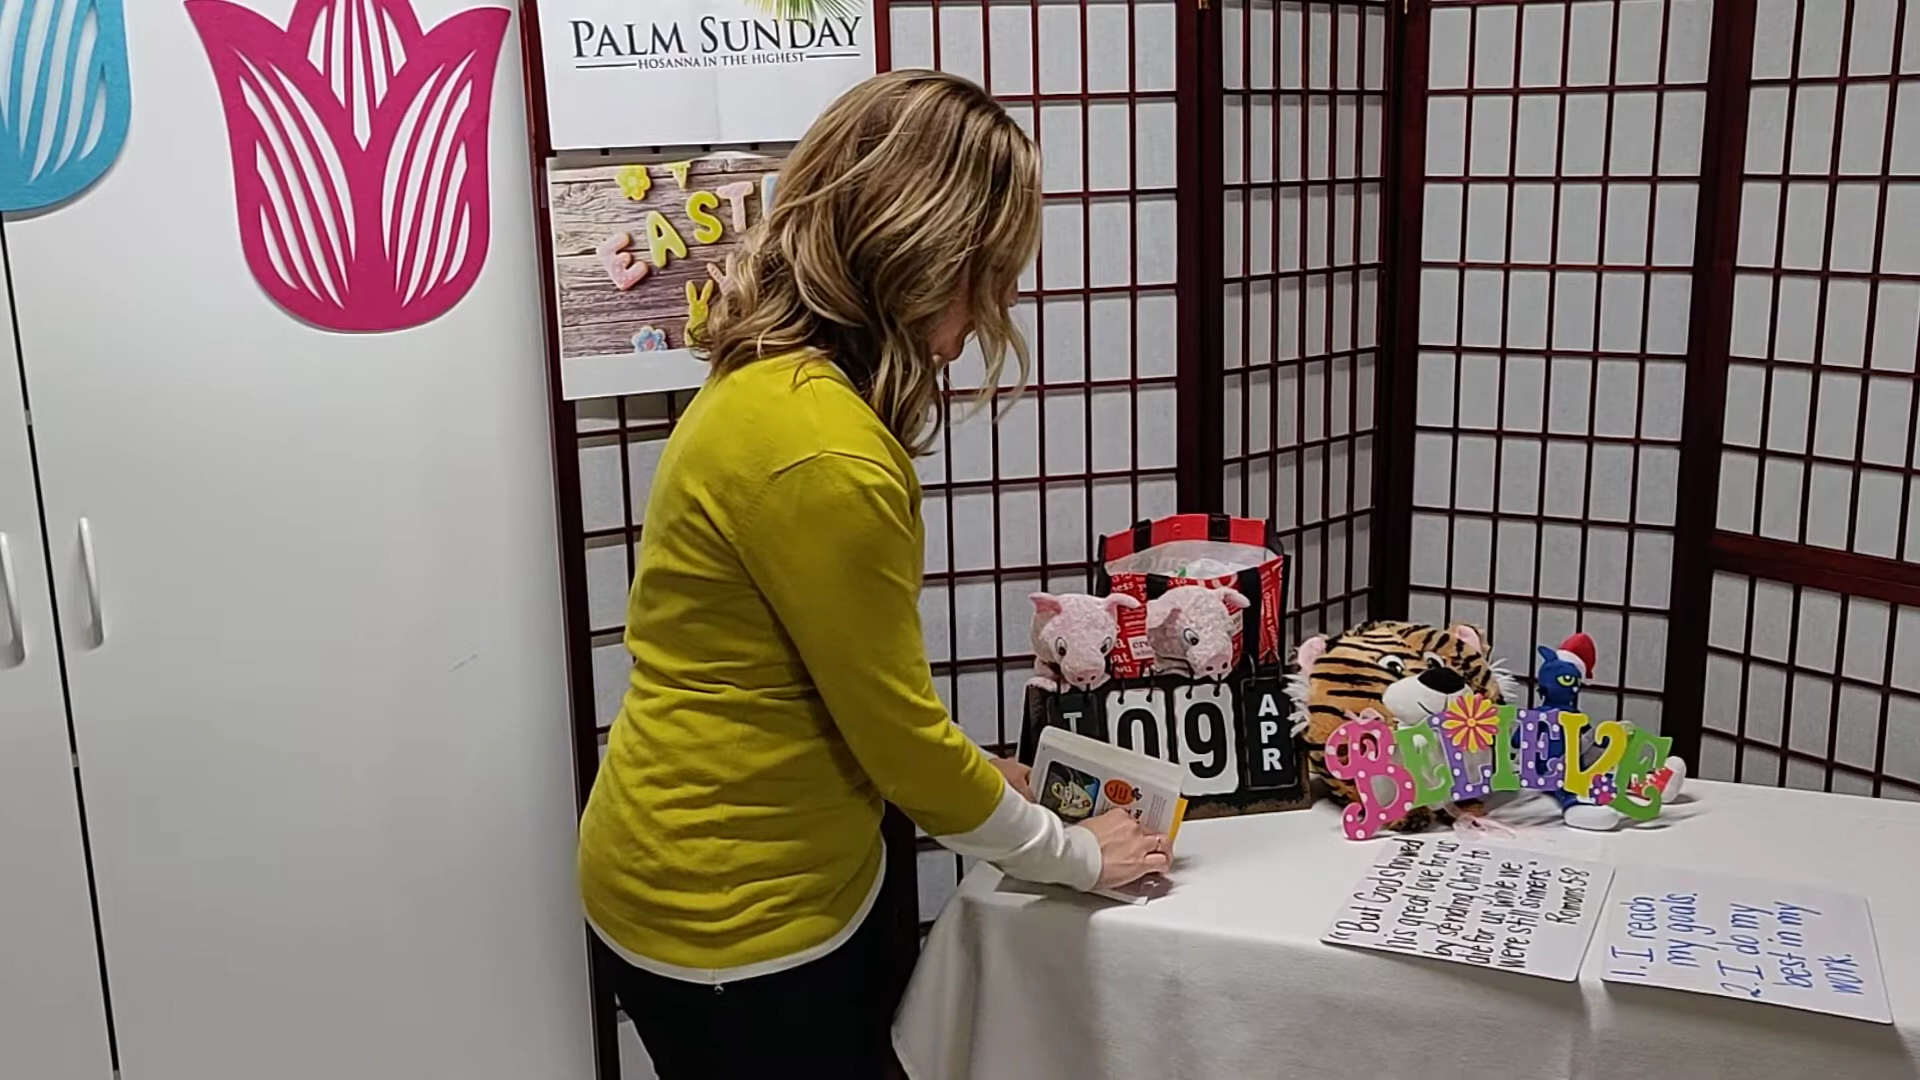 PALM SUNDAY
HOSANNA IN THE HIGHEST
EAST
T 09 APR
BELIEVE
"But God showed
his great love for us
by sending Christ to
die for us while we
were still sinners."
Romans 5:8
1. I reach
my goals.
2. I do my
best in my
work.